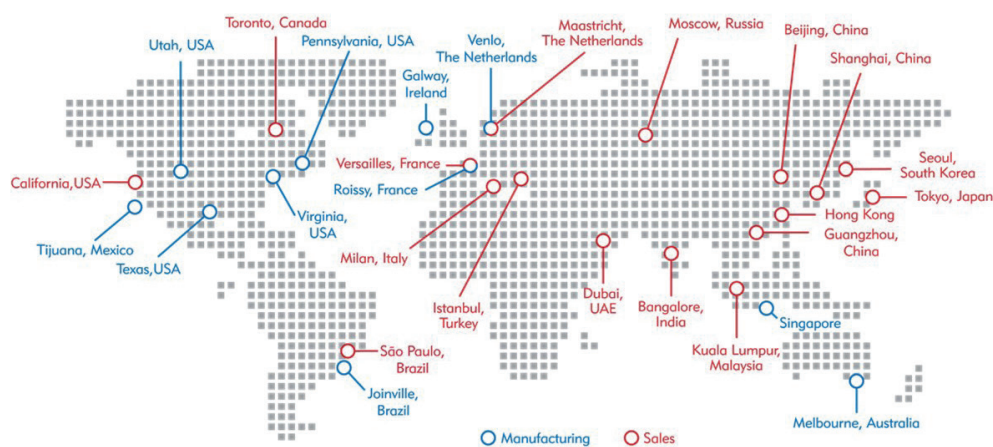 Toronto, Canada
Utah, USA
Pennsylvania, USA
Galway,
Ireland
Venlo,
The Netherlands
Maastricht,
The Netherlands
Moscow, Russia
Beijing, China
Shanghai, China
Versailles, France
Roissy, France
California,USA
Seoul,
South Korea
Tokyo, Japan
Hong Kong
Guangzhou,
China
Tijuana, Mexico
Texas,USA
Virginia,
USA
Milan, Italy
Istanbul,
Turkey
Dubai,
UAE
Bangalore,
India
Singapore
Kuala Lumpur,
Malaysia
São Paulo,
Brazil
Joinville,
Brazil
Melbourne, Australia
Manufacturing
Sales